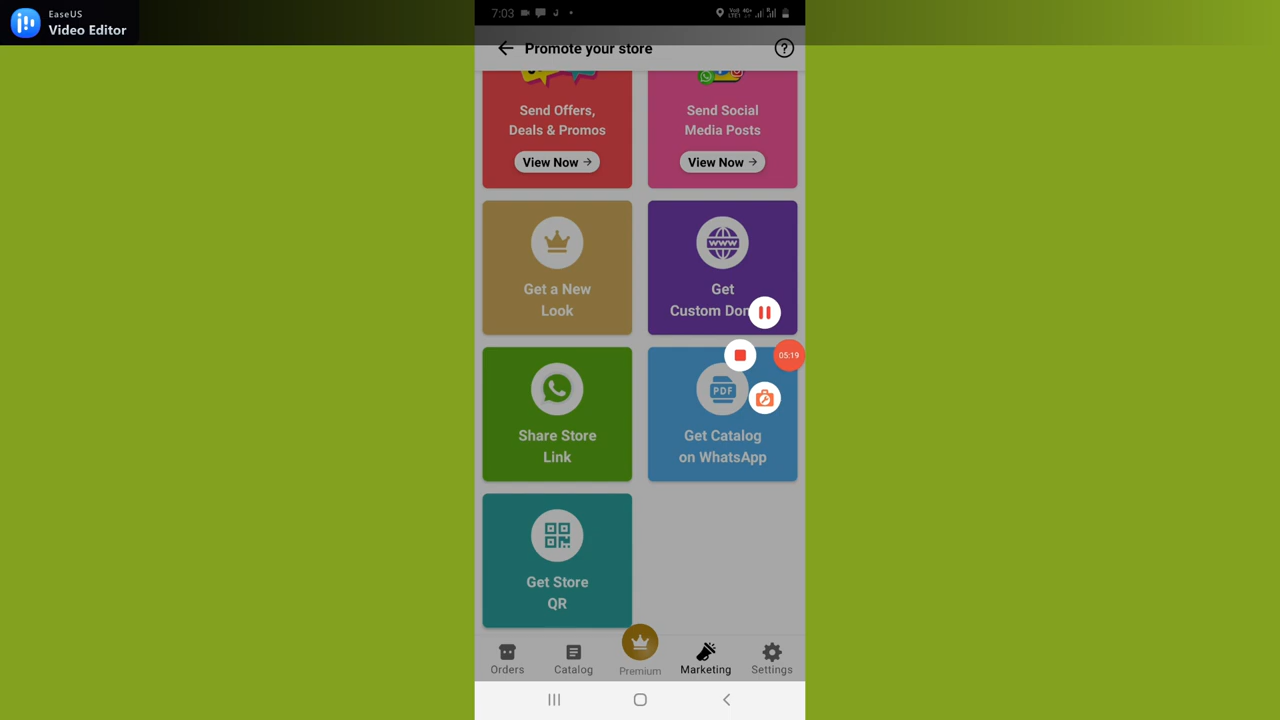 EaseUS
Video Editor
7:03
Promote your store
?
Send Offers,
Deals & Promos
View Now
Send Social
Media Posts
View Now
Get a New
Look
WWW
Get
Custom
Share Store
Link
PDF
Get Catalog
on WhatsApp
05:19
Get Store
QR
Orders
Catalog
Premium
Marketing
Settings